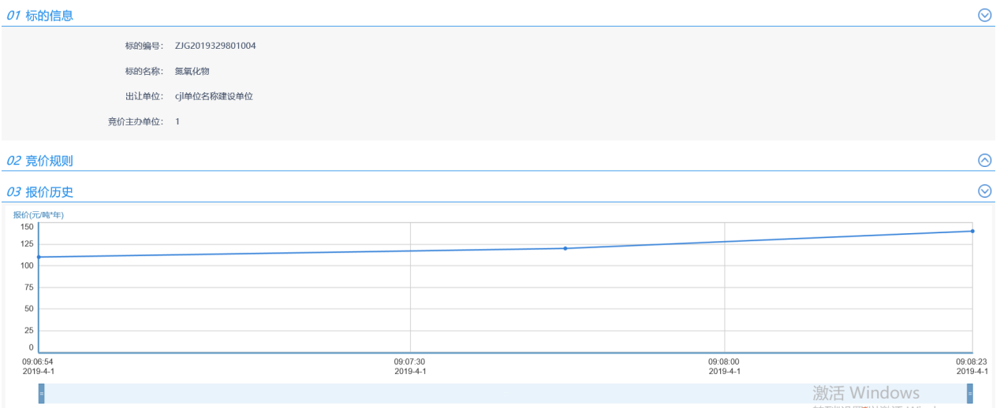 01 标的信息
标的编号： ZJG2019329801004
标的名称： 氮氧化物
出让单位： cjl单位名称建设单位
竞价主办单位： 1
02 竞价规则
03 报价历史
报价(元/吨*年)
150
125
100
75
50
25
0
09:06:54 09:07:30 09:08:00 09:08:23
2019-4-1 2019-4-1 2019-4-1 2019-4-1
激活 Windows